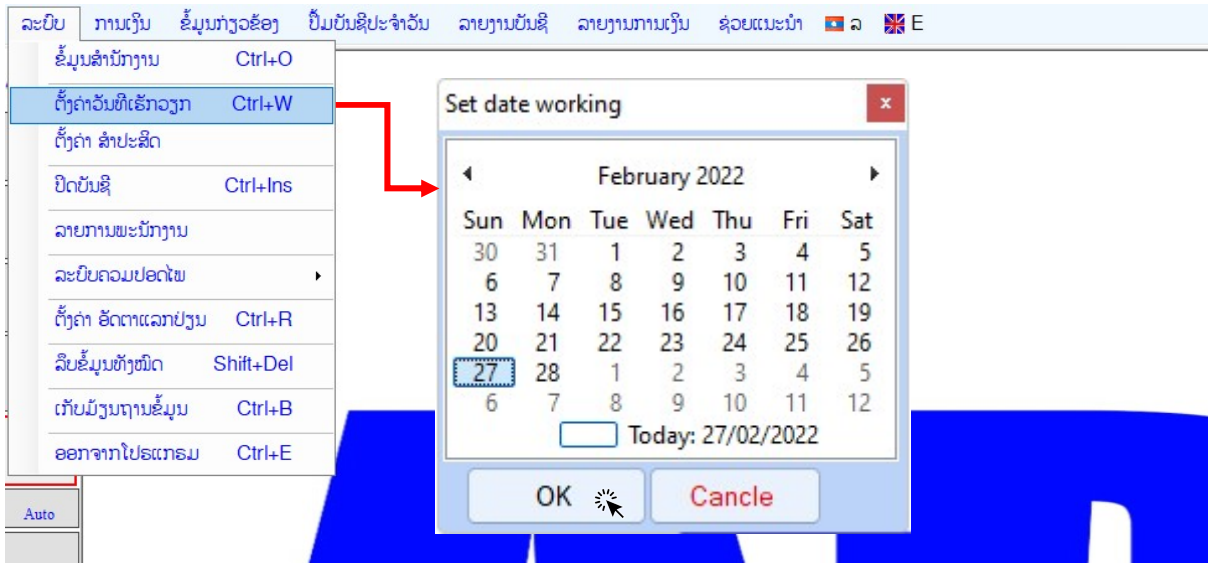 ລະບົບ ການເງິນ ຂໍ້ມູນກ່ຽວຂ້ອງ ປຶ້ມບັນຊີປະຈຳວັນ ລາຍງານບັນຊີ ລາຍງານການເງິນ ຊ່ວຍແນະນຳ ລ E
ຂໍ້ມູນສຳນັກງານ Ctrl+O
ຕັ້ງຄ່າວັນທີເຮັກວຽກ Ctrl+W
ຕັ້ງຄ່າ ສຳປະສິດ
ປິດບັນຊີ Ctrl+Ins
ລາຍການພະນັກງານ
ລະບົບຄວມປອດໄພ
ຕັ້ງຄ່າ ອັດຕາແລກປ່ຽນ Ctrl+R
ລຶບຂໍ້ມູນທັງໝົດ Shift+Del
ເກັບມ້ຽນຖານຂໍ້ມູນ Ctrl+B
ອອກຈາກໂປຣແກຣມ Ctrl+E
Auto
Set date working
February 2022
Sun Mon Tue Wed Thu Fri Sat
30 31 1 2 3 4 5
6 7 8 9 10 11 12
13 14 15 16 17 18 19
20 21 22 23 24 25 26
27 28 1 2 3 4 5
6 7 8 9 10 11 12
Today: 27/02/2022
OK Cancle